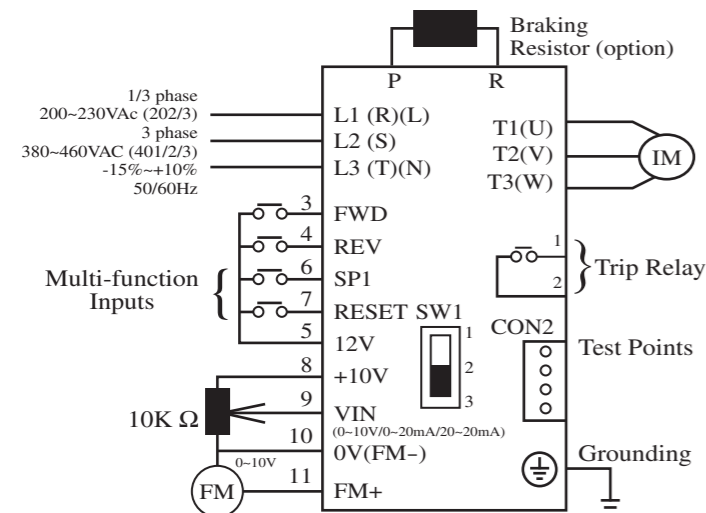 Braking
Resistor (option)
P
R
1/3 phase
200~230VAc (202/3)
3 phase
380~460VAC (401/2/3)
-15%~+10%
50/60Hz
L1 (R)(L)
L2 (S)
L3 (T)(N)
T1(U)
T2(V)
T3(W)
IM
3
FWD
4
REV
6
SP1
7
RESET
5
12V
Multi-function
Inputs
SW1
1
2
3
1
2
Trip Relay
CON2
Test Points
8
+10V
9
VIN
(0~10V/0~20mA/20~20mA)
10
0V(FM-)
10K Ω
0~10V
FM
11
FM+
Grounding